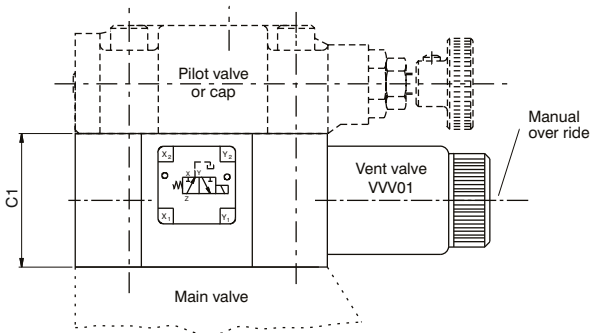 Pilot valve
or cap
Manual
over ride
C1
X2
Y2
X Y
Z
Vent valve
VVV01
X1
Y1
Main valve